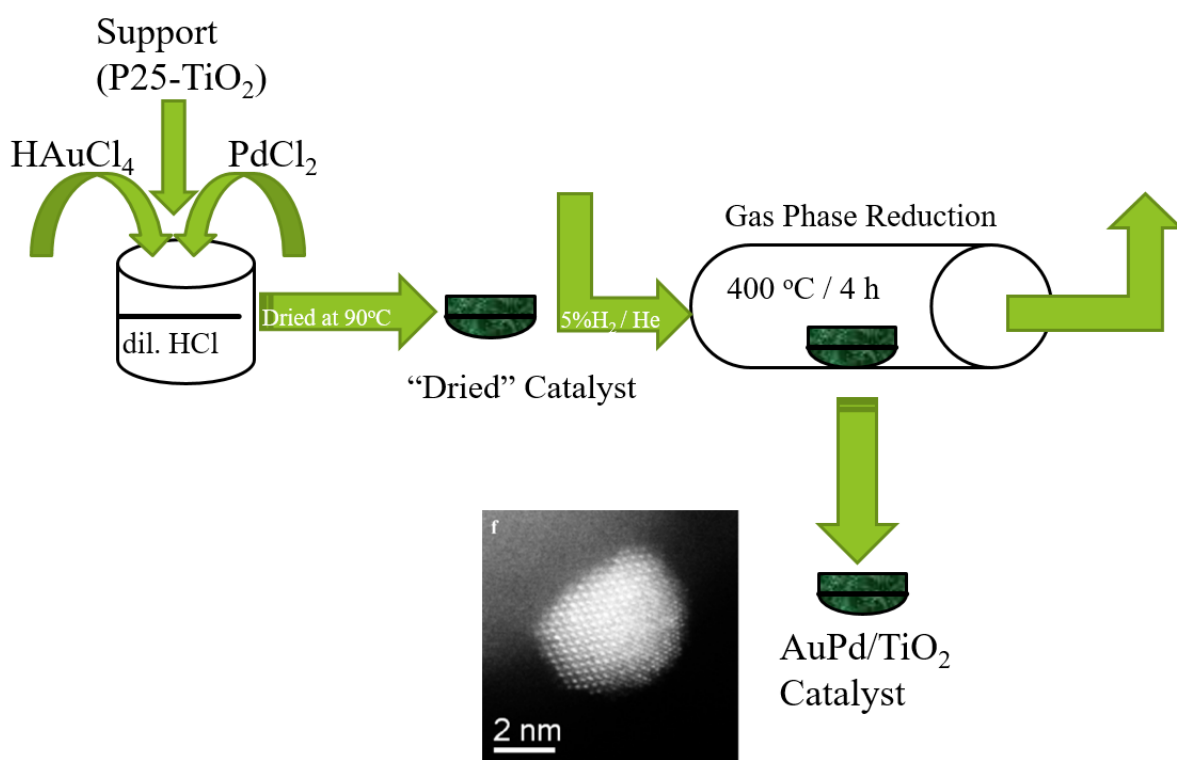 Support
(P25-TiO₂)
HAuCl₄
PdCl₂
dil. HCl
Dried at 90°C
“Dried” Catalyst
5%H₂ / He
Gas Phase Reduction
400 °C / 4 h
f
2 nm
AuPd/TiO₂
Catalyst